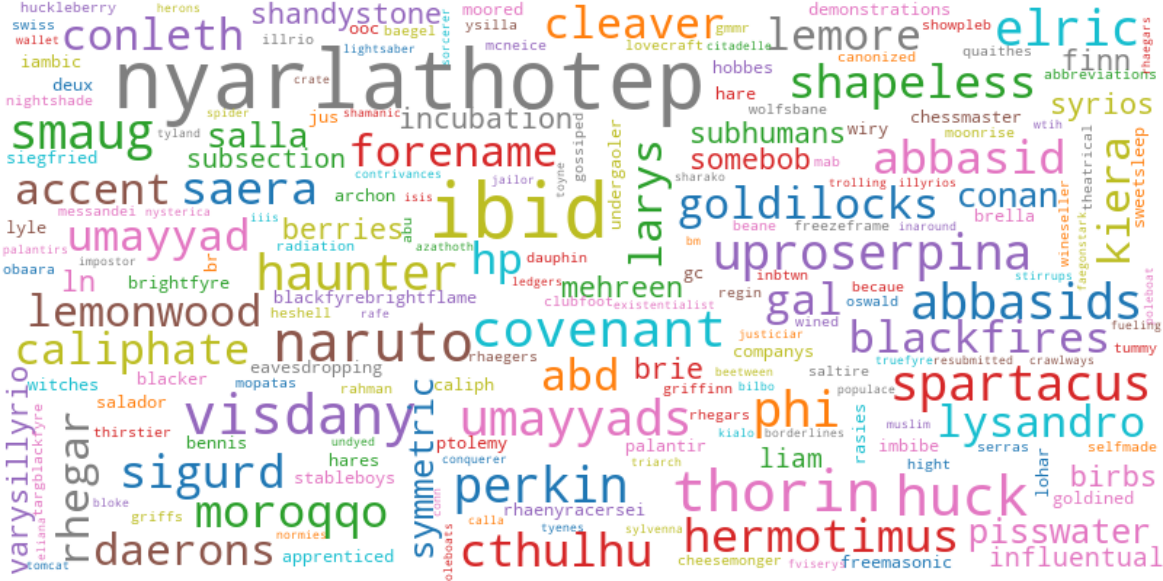 huckleberry
herons
swiss
wallet
conleth
iambic
deux
nightshade
illrio
shandystone
ooc
baegel
lightsaber
sorcerer
moored
ysilla
mcneice
cleaver
gmmr
lovecraft
citadelle
demonstrations
lemore
showpleb
quaithes
canonized
elric
rhaegars
finn
abbreviations
nyarlathotep
crate
hobbes
hare
shapeless
wolfsbane
syrios
smaug
tyland
spider
salla
jus
shamanic
incubation
gossiped
chessmaster
moonrise
wtih
siegfried
subsection
forename
contrivances
undergaoler
larys
subhumans
wiry
somebob
mab
abbasid
theatrical
kiera
sweetsleep
accent
saera
archon
isis
jailor
toyne
sharako
trolling
illyrios
ibid
goldilocks
conan
wineseller
messandei
nysterica
iiis
lyle
umayyad
berries
abu
beane
freezeframe
inaround
brella
palantirs
impostor
radiation
azathoth
bm
uproserpina
faegonstark
obaara
br
ln
haunter
hp
dauphin
ledgers
mehreen
gc
inbtwn
stirrups
poleboat
brightfyre
regin
becaue
gal
oswald
abbasids
lemonwood
blackfyrebrightflame
heshell
rafe
clubfoot
existentialist
wined
covenant
justiciar
blackfires
fueling
caliphate
naruto
rhaegers
companys
tummy
truefyre
resubmitted
crawlways
eavesdropping
abd
brie
beetween
saltire
varysillyrio
witches
blacker
mopatas
rahman
symmetric
caliph
griffinn
bilbo
populace
spartacus
salador
visdany
umayyads
rhegars
phi
lysandro
targblackfyre
rhegar
thirstier
bennis
undyed
ptolemy
palantir
kialo
borderlines
rasies
muslim
imbibe
serras
selfmade
hares
conquerer
triarch
liam
hight
lohar
sigurd
stableboys
perkin
birbs
goldined
thorin
huck
bloke
elliana
conn
rhaenyracersei
griffs
moroqqo
calla
tyenes
sylvenna
hermotimus
pisswater
normies
daerons
apprenticed
oleboats
cthulhu
cheesemonger
fviserys
freemasonic
influentual
tomcat